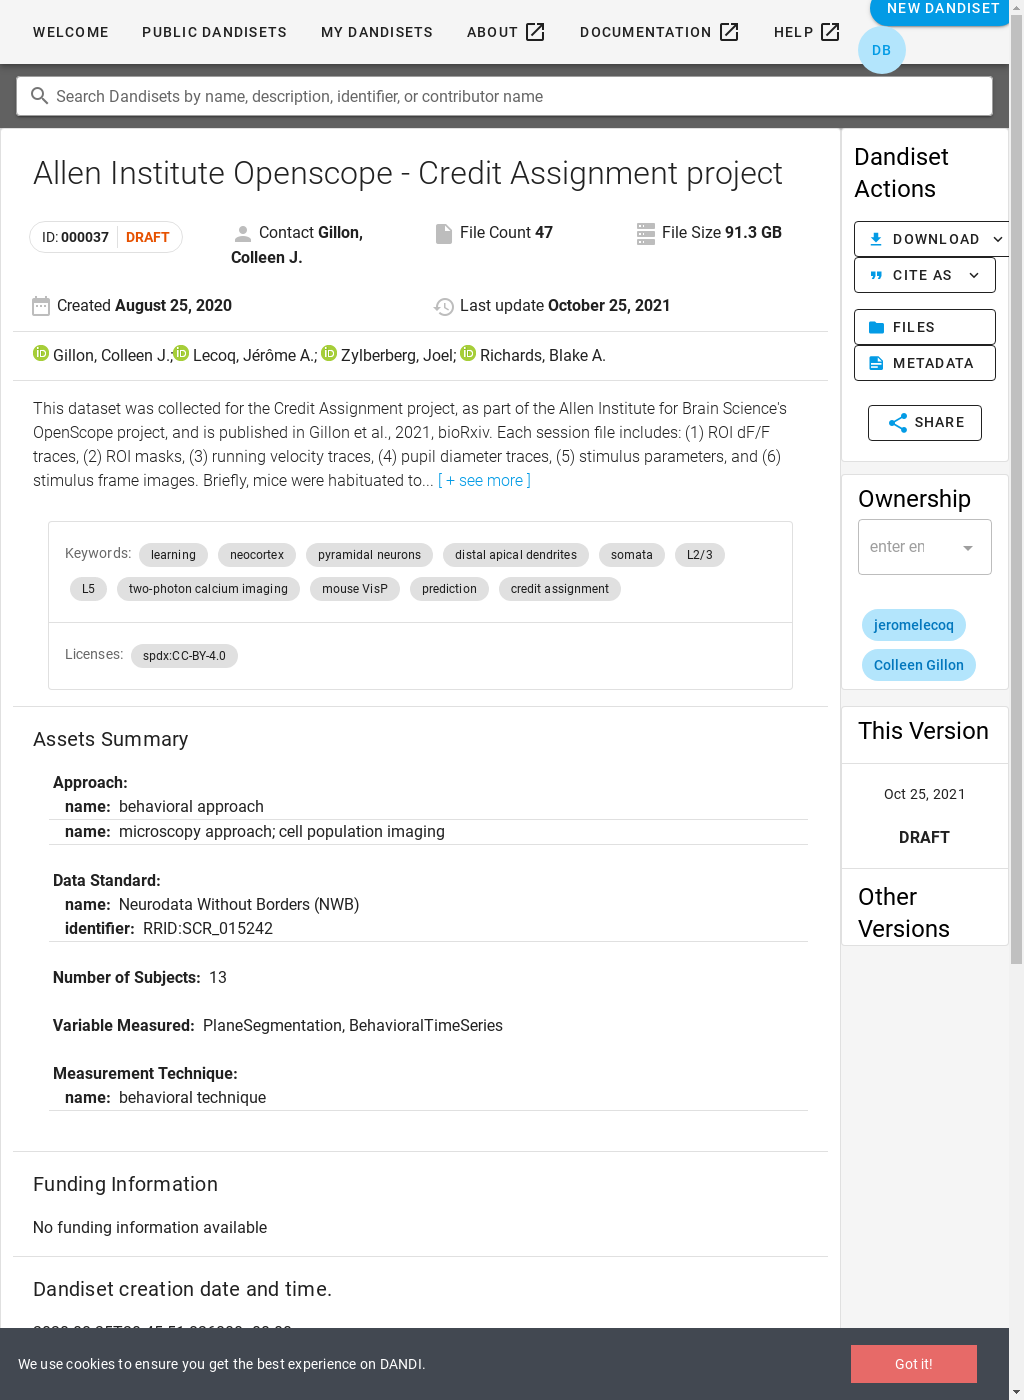 WELCOME PUBLIC DANDISETS MY DANDISETS ABOUT DOCUMENTATION HELP
NEW DANDISET
DB
Search Dandisets by name, description, identifier, or contributor name
Allen Institute Openscope - Credit Assignment project
ID: 000037 DRAFT
Contact Gillon,
Colleen J.
File Count 47
File Size 91.3 GB
Created August 25, 2020
Last update October 25, 2021
Gillon, Colleen J.; Lecoq, Jérôme A.; Zylberberg, Joel; Richards, Blake A.
This dataset was collected for the Credit Assignment project, as part of the Allen Institute for Brain Science's
OpenScope project, and is published in Gillon et al., 2021, bioRxiv. Each session file includes: (1) ROI dF/F
traces, (2) ROI masks, (3) running velocity traces, (4) pupil diameter traces, (5) stimulus parameters, and (6)
stimulus frame images. Briefly, mice were habituated to... [ + see more ]
Keywords: learning neocortex pyramidal neurons distal apical dendrites somata L2/3
L5 two-photon calcium imaging mouse VisP prediction credit assignment
Licenses: spdx:CC-BY-4.0
Assets Summary
Approach:
name: behavioral approach
name: microscopy approach; cell population imaging
Data Standard:
name: Neurodata Without Borders (NWB)
identifier: RRID:SCR_015242
Number of Subjects: 13
Variable Measured: PlaneSegmentation, BehavioralTimeSeries
Measurement Technique:
name: behavioral technique
Funding Information
No funding information available
Dandiset creation date and time.
Dandiset
Actions
DOWNLOAD
CITE AS
FILES
METADATA
SHARE
Ownership
enter en
jeromelecoq
Colleen Gillon
This Version
Oct 25, 2021
DRAFT
Other
Versions
We use cookies to ensure you get the best experience on DANDI.
Got it!